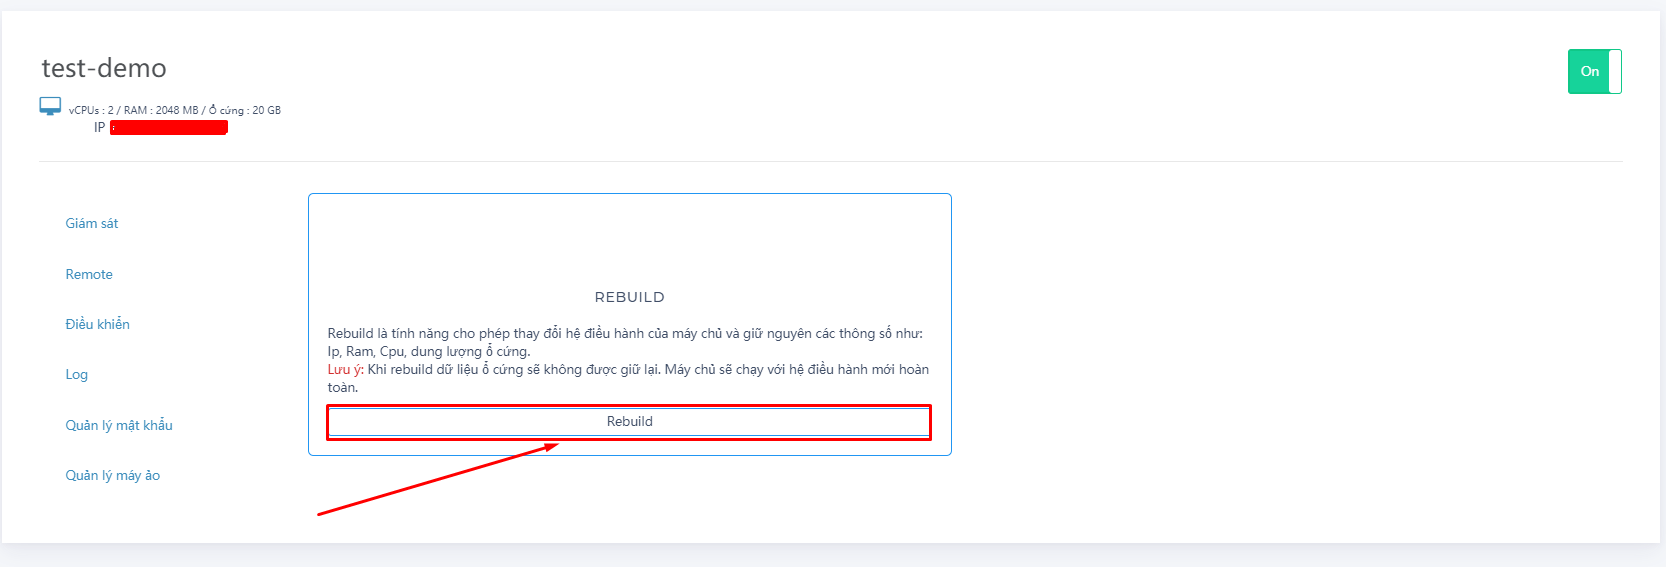 test-demo
On
vCPUs : 2 / RAM : 2048 MB / Ổ cứng : 20 GB
IP
Giám sát
Remote
Điều khiển
Log
Quản lý mật khẩu
Quản lý máy ảo
REBUILD
Rebuild là tính năng cho phép thay đổi hệ điều hành của máy chủ và giữ nguyên các thông số như:
Ip, Ram, Cpu, dung lượng ổ cứng.
Lưu ý: Khi rebuild dữ liệu ổ cứng sẽ không được giữ lại. Máy chủ sẽ chạy với hệ điều hành mới hoàn
toàn.
Rebuild